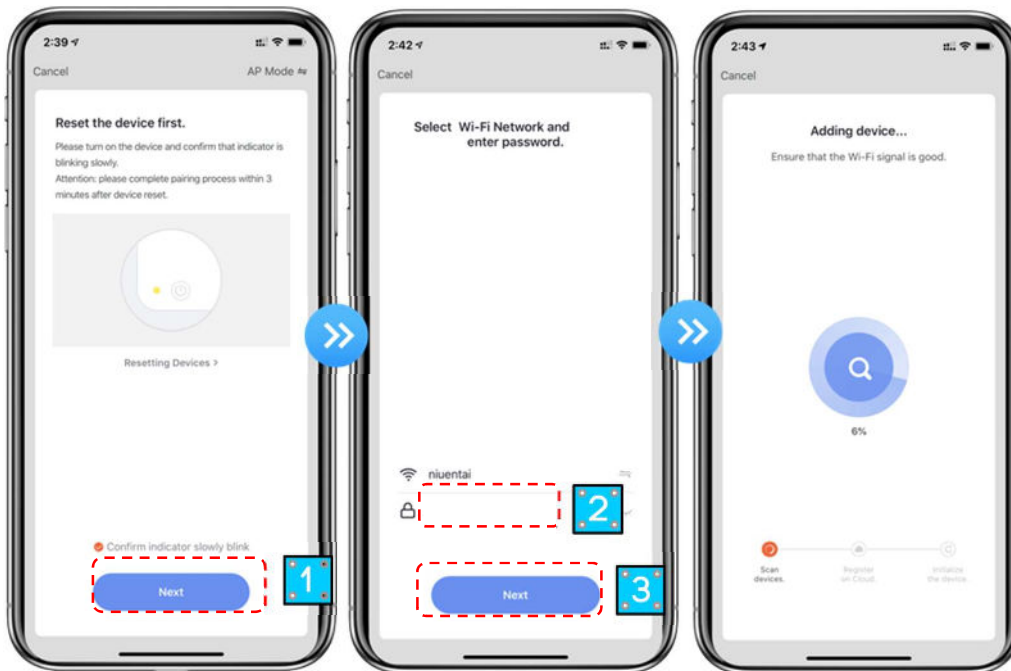 2:39
Cancel
AP Mode
Reset the device first.
Please turn on the device and confirm that indicator is
blinking slowly.
Attention: please complete pairing process within 3
minutes after device reset.
Resetting Devices >
Confirm indicator slowly blink
Next
1
2:42
Cancel
Select Wi-Fi Network and
enter password.
niuentai
2
Next
3
2:43
Cancel
Adding device...
Ensure that the Wi-Fi signal is good.
6%
Scan
devices.
Register
on Cloud.
Initialize
the device.